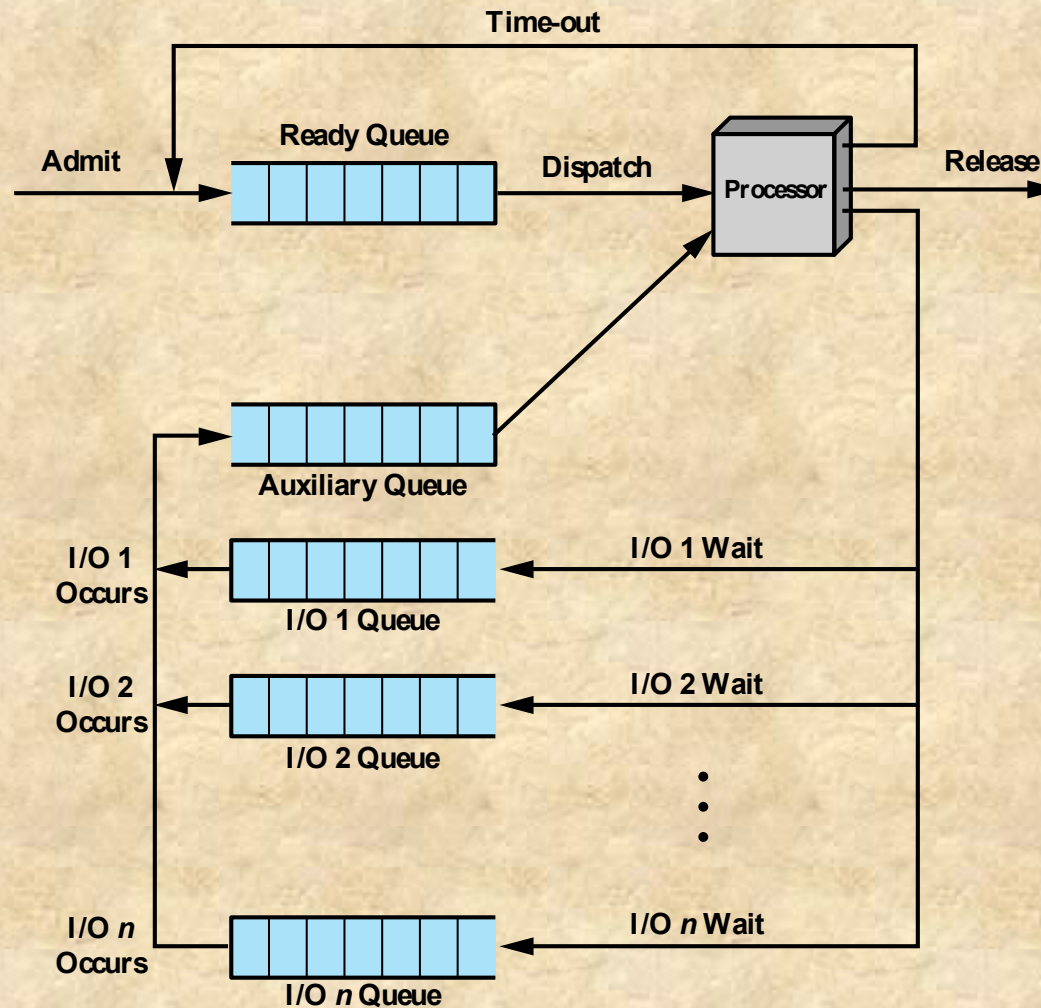 Time-out
Ready Queue
Admit
Dispatch
Release
Processor
Auxiliary Queue
I/O 1
Occurs
I/O 1 Wait
I/O 1 Queue
I/O 2
Occurs
I/O 2 Wait
I/O 2 Queue
I/O n
Occurs
I/O n Wait
I/O n Queue